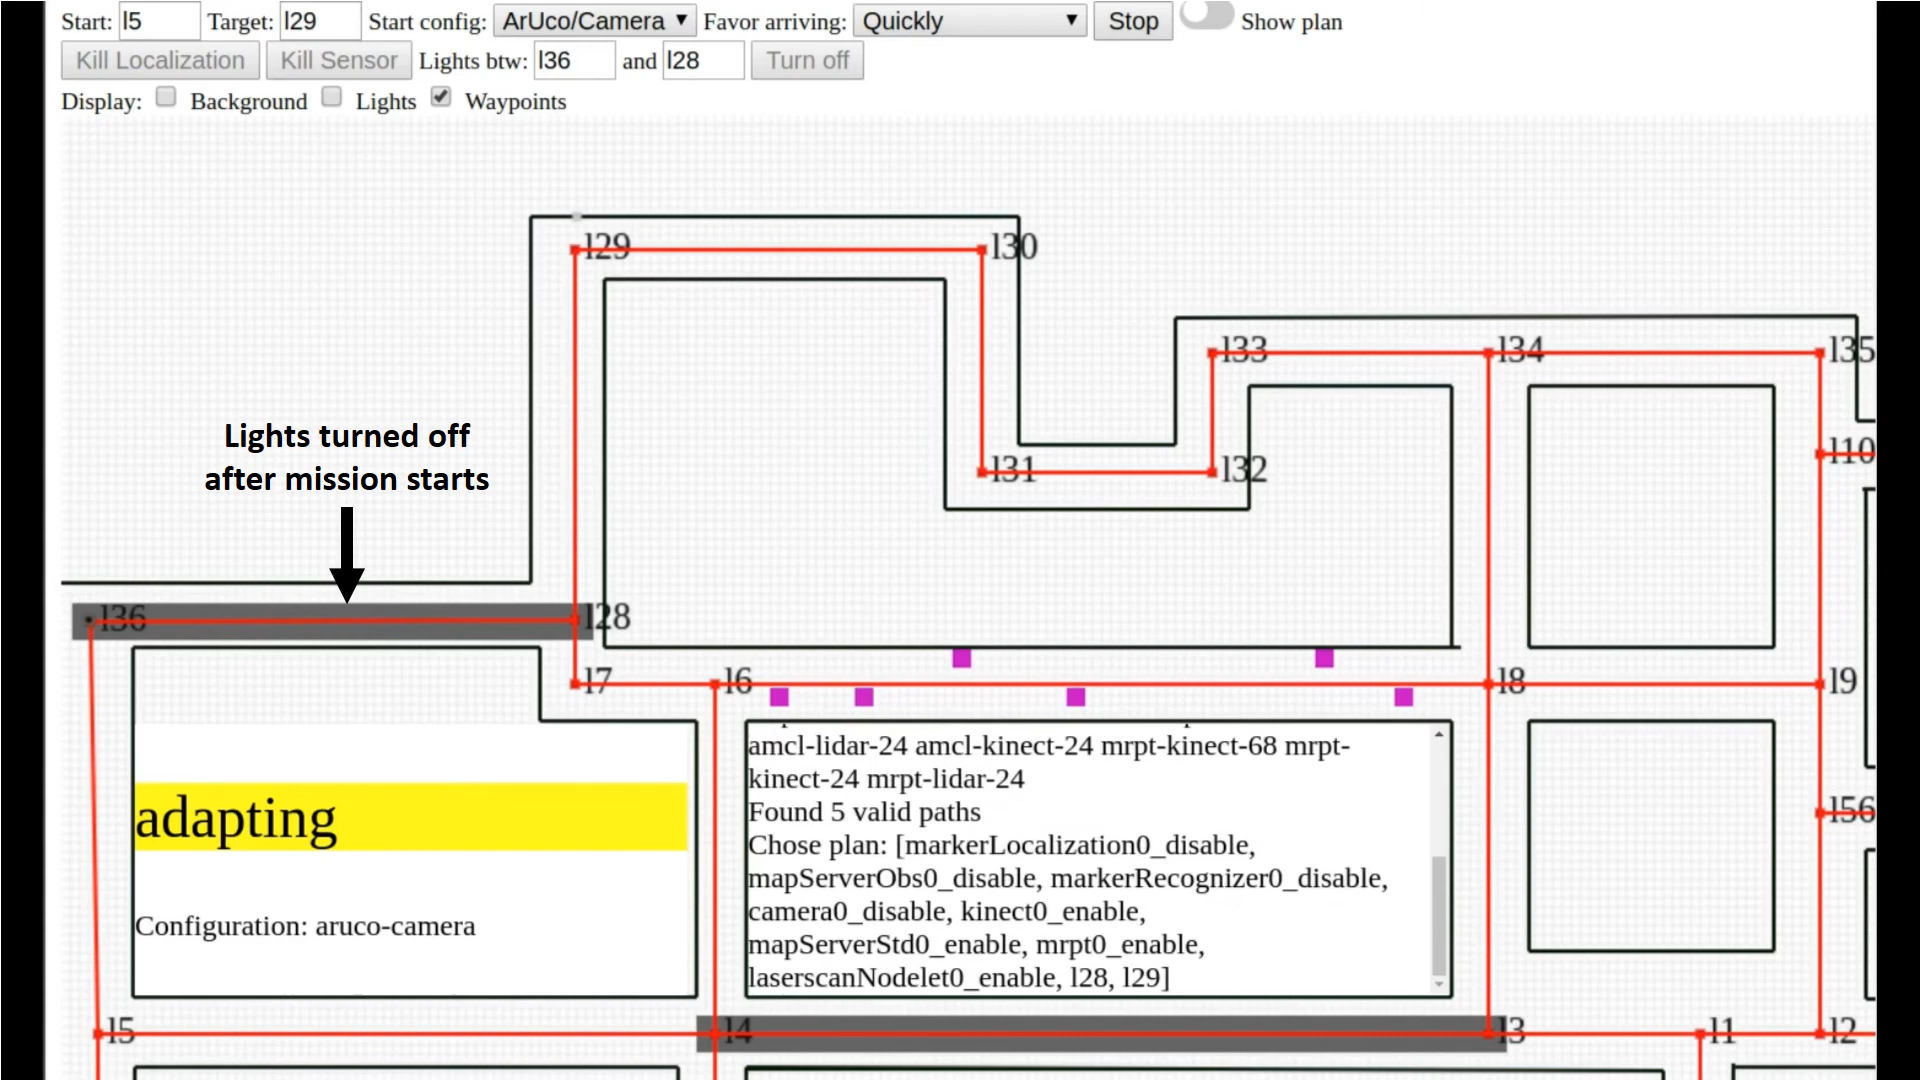 Start: l5 Target: l29 Start config: ArUco/Camera Favor arriving: Quickly Stop Show plan
Kill Localization Kill Sensor Lights btw: l36 and l28 Turn off
Display: Background Lights Waypoints
l29
l30
l33
l34
l35
Lights turned off
after mission starts
l10
l31
l32
l36
l28
l7
l6
l8
l9
adapting
Configuration: aruco-camera
amcl-lidar-24 amcl-kinect-24 mrpt-kinect-68 mrpt-
kinect-24 mrpt-lidar-24
Found 5 valid paths
Chose plan: [markerLocalization0_disable,
mapServerObs0_disable, markerRecognizer0_disable,
camera0_disable, kinect0_enable,
mapServerStd0_enable, mrpt0_enable,
laserscanNodelet0_enable, l28, l29]
l56
l5
l4
l3
l1
l2